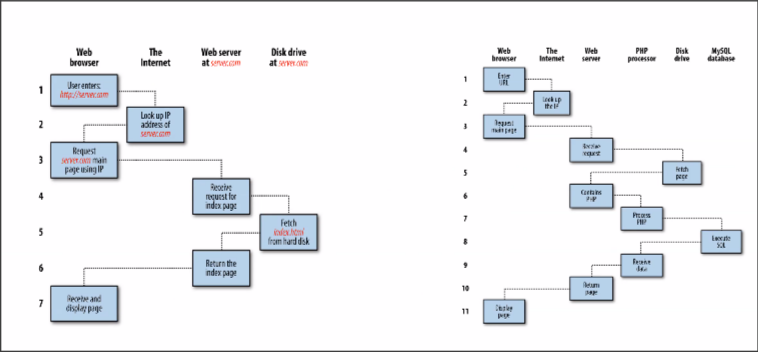 Web browser
The Internet
Web server at server.com
Disk drive at server.com
1
User enters:
http://server.com
2
Look up IP
address of
server.com
3
Request
server.com main
page using IP
4
Receive
request for
index page
5
Fetch
index.html
from hard disk
6
Return the
index page
7
Receive and
display page
Web browser
The Internet
Web server
PHP processor
Disk drive
MySQL database
1
Enter
URL
2
Look up
the IP
3
Request
main page
4
Receive
request
5
Fetch
page
6
Contains
PHP
7
Process
PHP
8
Execute
SQL
9
Receive
data
10
Return
page
11
Display
page